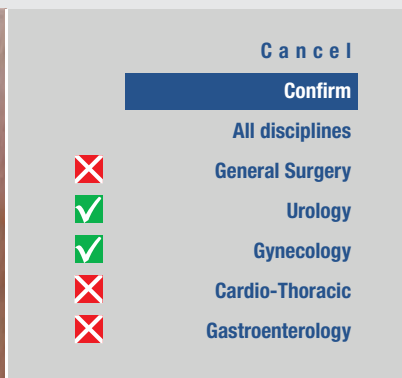 Cancel
Confirm
All disciplines
General Surgery
Urology
Gynecology
Cardio-Thoracic
Gastroenterology